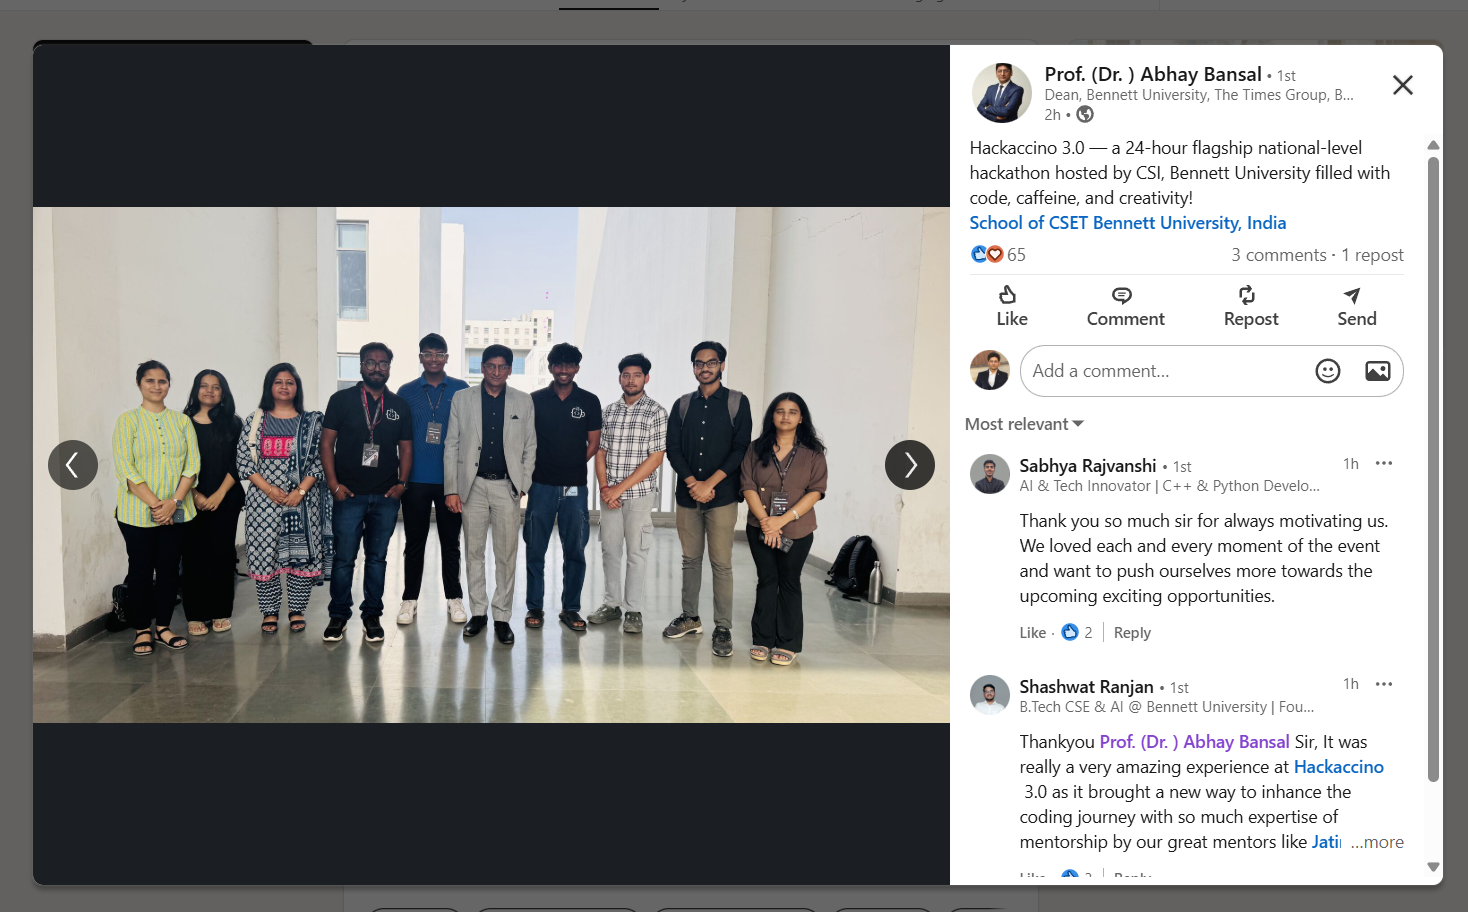 Prof. (Dr. ) Abhay Bansal • 1st
Dean, Bennett University, The Times Group, B...
2h •
Hackaccino 3.0 — a 24-hour flagship national-level
hackathon hosted by CSI, Bennett University filled with
code, caffeine, and creativity!
School of CSET Bennett University, India
65
3 comments · 1 repost
Like
Comment
Repost
Send
Add a comment...
Most relevant
Sabhya Rajvanshi • 1st
1h
AI & Tech Innovator | C++ & Python Develo...
Thank you so much sir for always motivating us.
We loved each and every moment of the event
and want to push ourselves more towards the
upcoming exciting opportunities.
Like · 2 | Reply
Shashwat Ranjan • 1st
1h
B.Tech CSE & AI @ Bennett University | Fou...
Thankyou Prof. (Dr. ) Abhay Bansal Sir, It was
really a very amazing experience at Hackaccino
3.0 as it brought a new way to inhance the
coding journey with so much expertise of
mentorship by our great mentors like Jati ...more